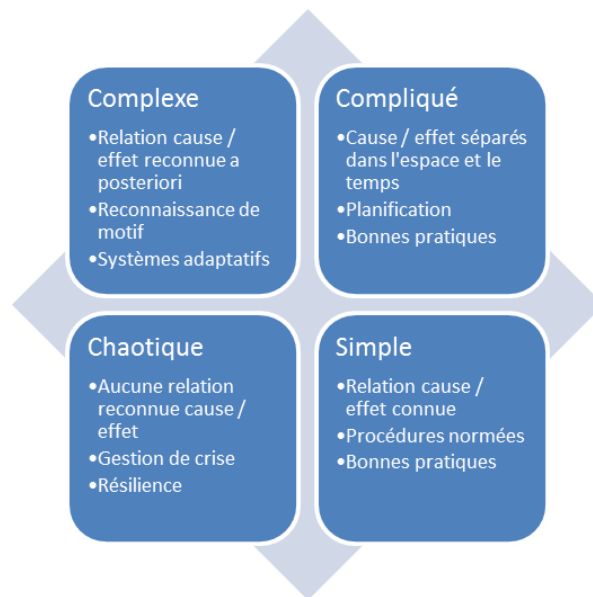 Complexe
•Relation cause /
effet reconnue a
posteriori
•Reconnaissance de
motif
•Systèmes adaptatifs
Compliqué
•Cause / effet séparés
dans l'espace et le
temps
•Planification
•Bonnes pratiques
Chaotique
•Aucune relation
reconnue cause /
effet
•Gestion de crise
•Résilience
Simple
•Relation cause /
effet connue
•Procédures normées
•Bonnes pratiques